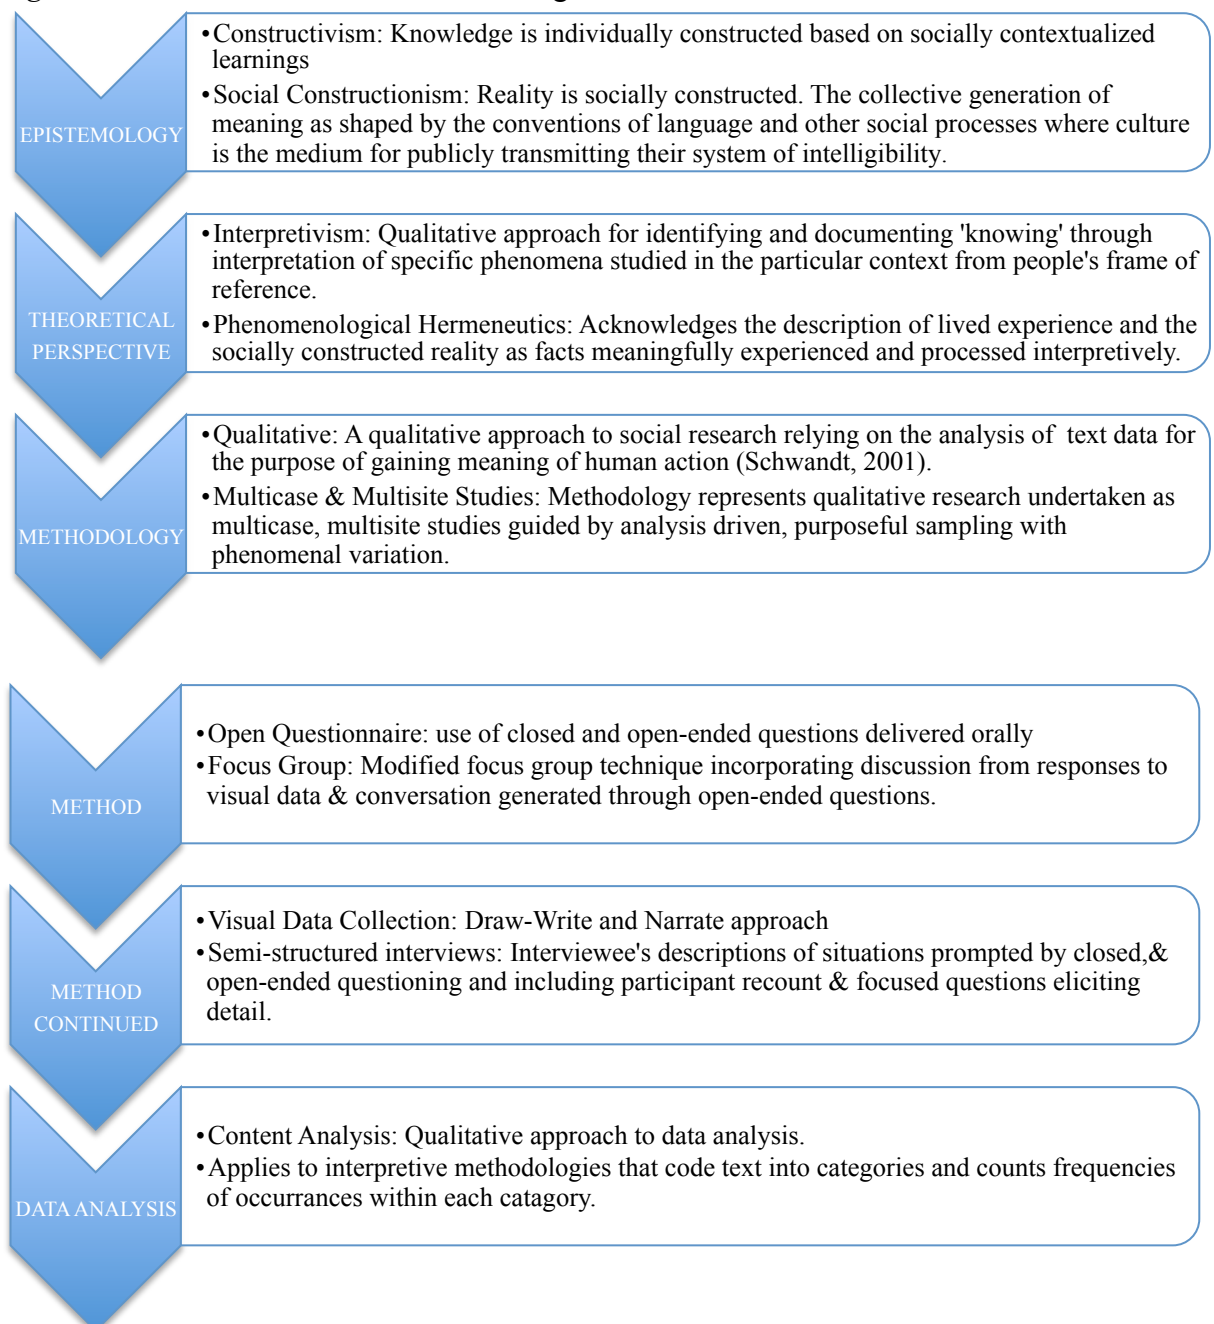 EPISTEMOLOGY
•Constructivism: Knowledge is individually constructed based on socially contextualized
learnings
•Social Constructionism: Reality is socially constructed. The collective generation of
meaning as shaped by the conventions of language and other social processes where culture
is the medium for publicly transmitting their system of intelligibility.
THEORETICAL
PERSPECTIVE
•Interpretivism: Qualitative approach for identifying and documenting 'knowing' through
interpretation of specific phenomena studied in the particular context from people's frame of
reference.
•Phenomenological Hermeneutics: Acknowledges the description of lived experience and the
socially constructed reality as facts meaningfully experienced and processed interpretively.
METHODOLOGY
•Qualitative: A qualitative approach to social research relying on the analysis of text data for
the purpose of gaining meaning of human action (Schwandt, 2001).
•Multicase & Multisite Studies: Methodology represents qualitative research undertaken as
multicase, multisite studies guided by analysis driven, purposeful sampling with
phenomenal variation.
METHOD
•Open Questionnaire: use of closed and open-ended questions delivered orally
•Focus Group: Modified focus group technique incorporating discussion from responses to
visual data & conversation generated through open-ended questions.
METHOD
CONTINUED
•Visual Data Collection: Draw-Write and Narrate approach
•Semi-structured interviews: Interviewee's descriptions of situations prompted by closed,&
open-ended questioning and including participant recount & focused questions eliciting
detail.
DATA ANALYSIS
•Content Analysis: Qualitative approach to data analysis.
•Applies to interpretive methodologies that code text into categories and counts frequencies
of occurrances within each catagory.